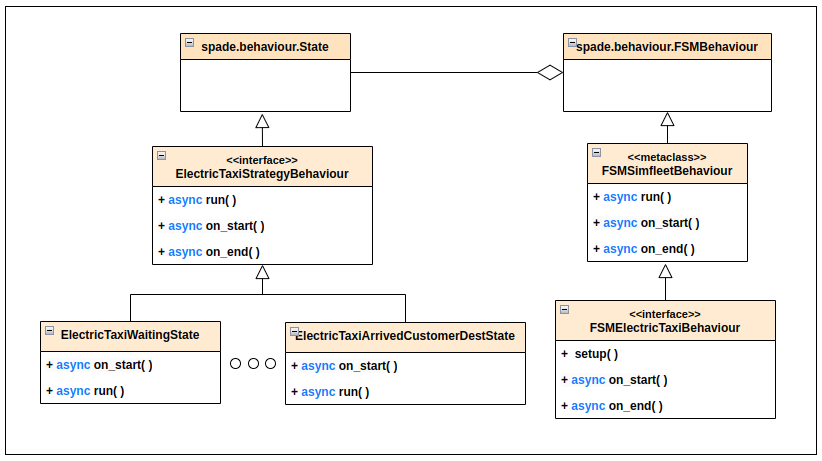 spade.behaviour.State
spade.behaviour.FSMBehaviour
<<interface>>
ElectricTaxiStrategyBehaviour
+ async run( )
+ async on_start( )
+ async on_end( )
<<metaclass>>
FSMSimfleetBehaviour
+ async run( )
+ async on_start( )
+ async on_end( )
ElectricTaxiWaitingState
+ async on_start( )
+ async run( )
ElectricTaxiArrivedCustomerDestState
+ async on_start( )
+ async run( )
<<interface>>
FSMElectricTaxiBehaviour
+ setup( )
+ async on_start( )
+ async on_end( )